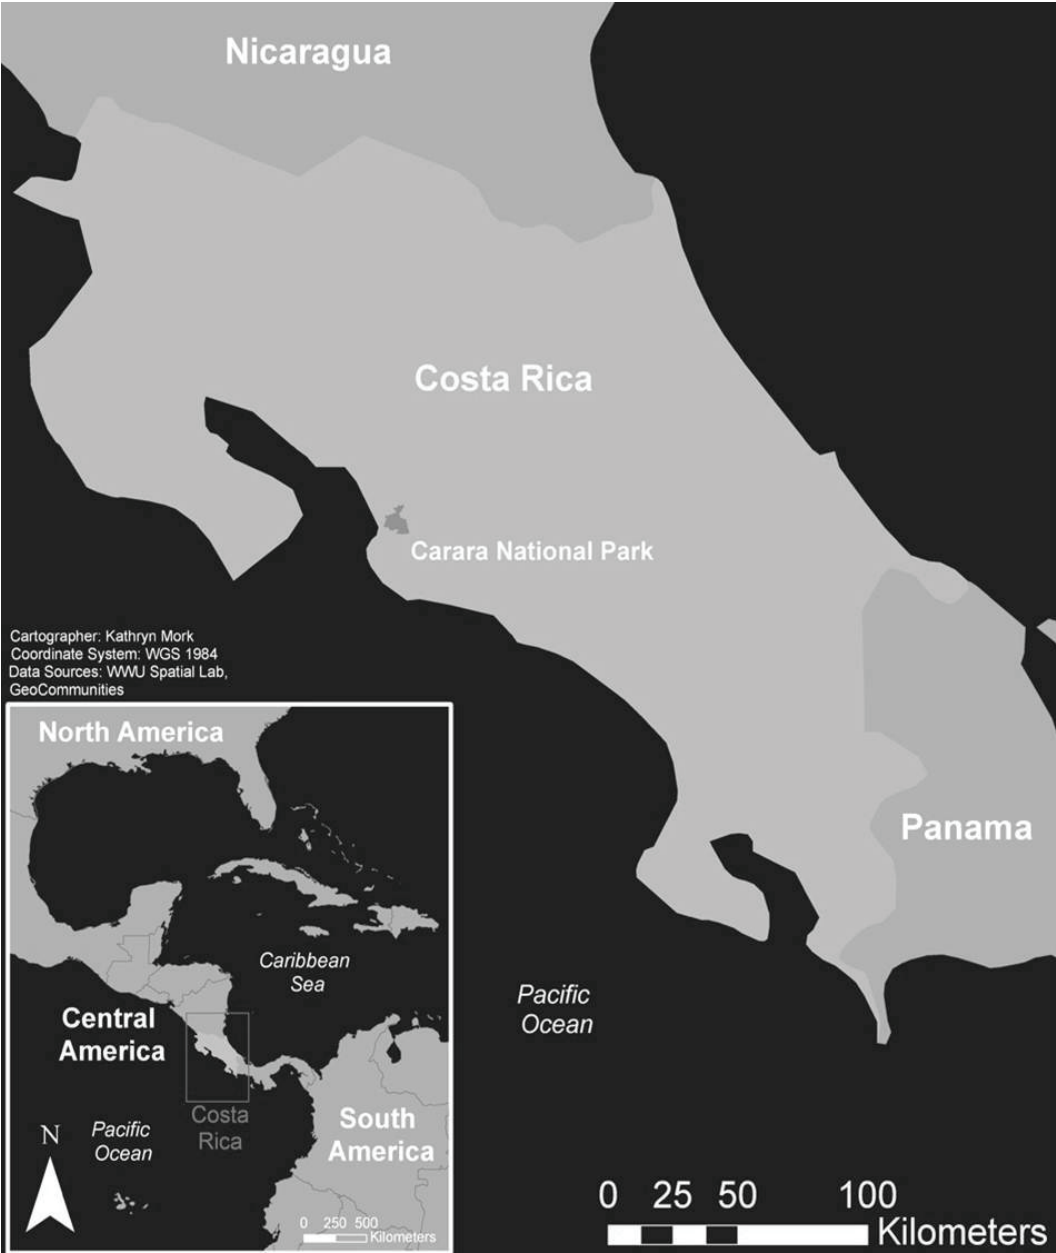 Nicaragua
Costa Rica
Carara National Park
Cartographer: Kathryn Mork
Coordinate System: WGS 1984
Data Sources: WWU Spatial Lab,
GeoCommunities
Panama
Pacific
Ocean
North America
Caribbean
Sea
Central
America
Costa
Rica
South
America
N
Pacific
Ocean
0 250 500
Kilometers
0 25 50 100
Kilometers